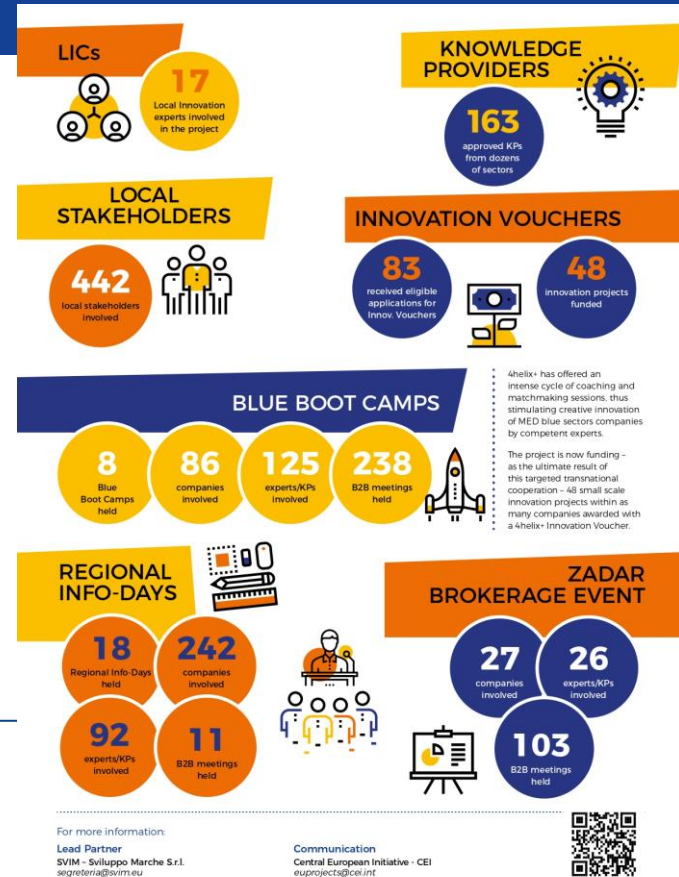 LICs
17
Local Innovation
experts involved
in the project
KNOWLEDGE
PROVIDERS
163
approved KPs
from dozens
of sectors
LOCAL
STAKEHOLDERS
442
local stakeholders
involved
INNOVATION VOUCHERS
83
received eligible
applications for
Innov. Vouchers
48
innovation projects
funded
BLUE BOOT CAMPS
8
Blue
Boot Camps
held
86
companies
involved
125
experts/KPs
involved
238
B2B meetings
held
4helix+ has offered an
intense cycle of coaching and
matchmaking sessions, thus
stimulating creative innovation
of MED blue sectors companies
by competent experts.
The project is now funding –
as the ultimate result of
this targeted transnational
cooperation – 48 small scale
innovation projects within as
many companies awarded with
a 4helix+ Innovation Voucher.
REGIONAL
INFO-DAYS
18
Regional Info-Days
held
242
companies
involved
92
experts/KPs
involved
11
B2B meetings
held
ZADAR
BROKERAGE EVENT
27
companies
involved
26
experts/KPs
involved
103
B2B meetings
held
For more information:
Lead Partner
SVIM – Sviluppo Marche S.r.l.
segreteria@svim.eu
Communication
Central European Initiative - CEI
euprojects@cei.int